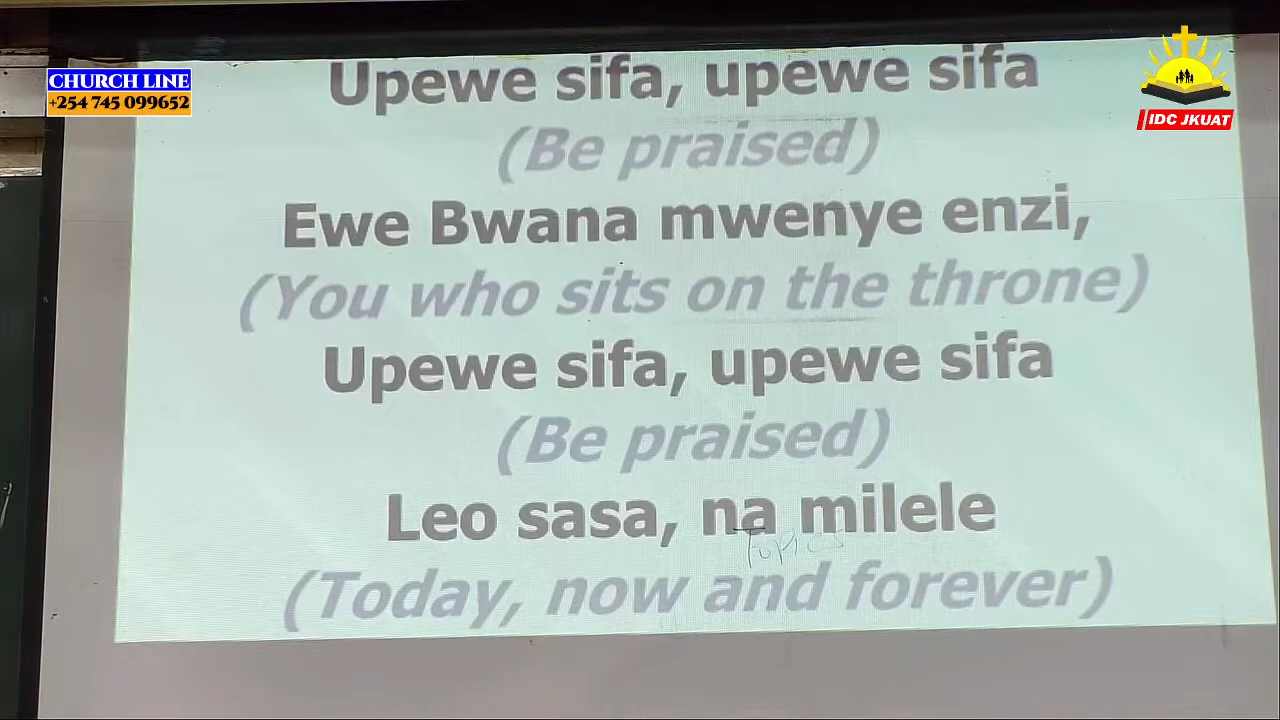 CHURCH LINE
+254 745 099652
IDC JKUAT
Upewe sifa, upewe sifa
(Be praised)
Ewe Bwana mwenye enzi,
(You who sits on the throne)
Upewe sifa, upewe sifa
(Be praised)
Leo sasa, na milele
Topics
(Today, now and forever)